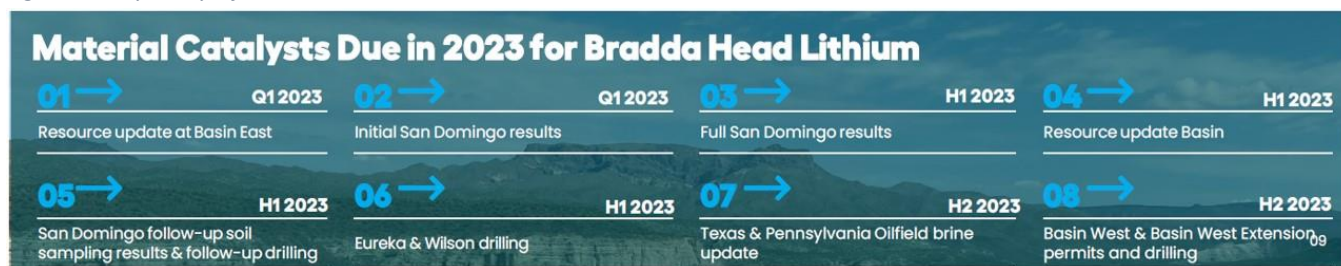 Material Catalysts Due in 2023 for Bradda Head Lithium
01 → Q1 2023
Resource update at Basin East
02 → Q1 2023
Initial San Domingo results
03 → H1 2023
Full San Domingo results
04 → H1 2023
Resource update Basin
05 → H1 2023
San Domingo follow-up soil
sampling results & follow-up drilling
06 → H1 2023
Eureka & Wilson drilling
07 → H2 2023
Texas & Pennsylvania Oilfield brine
update
08 → H2 2023
Basin West & Basin West Extension
permits and drilling
09